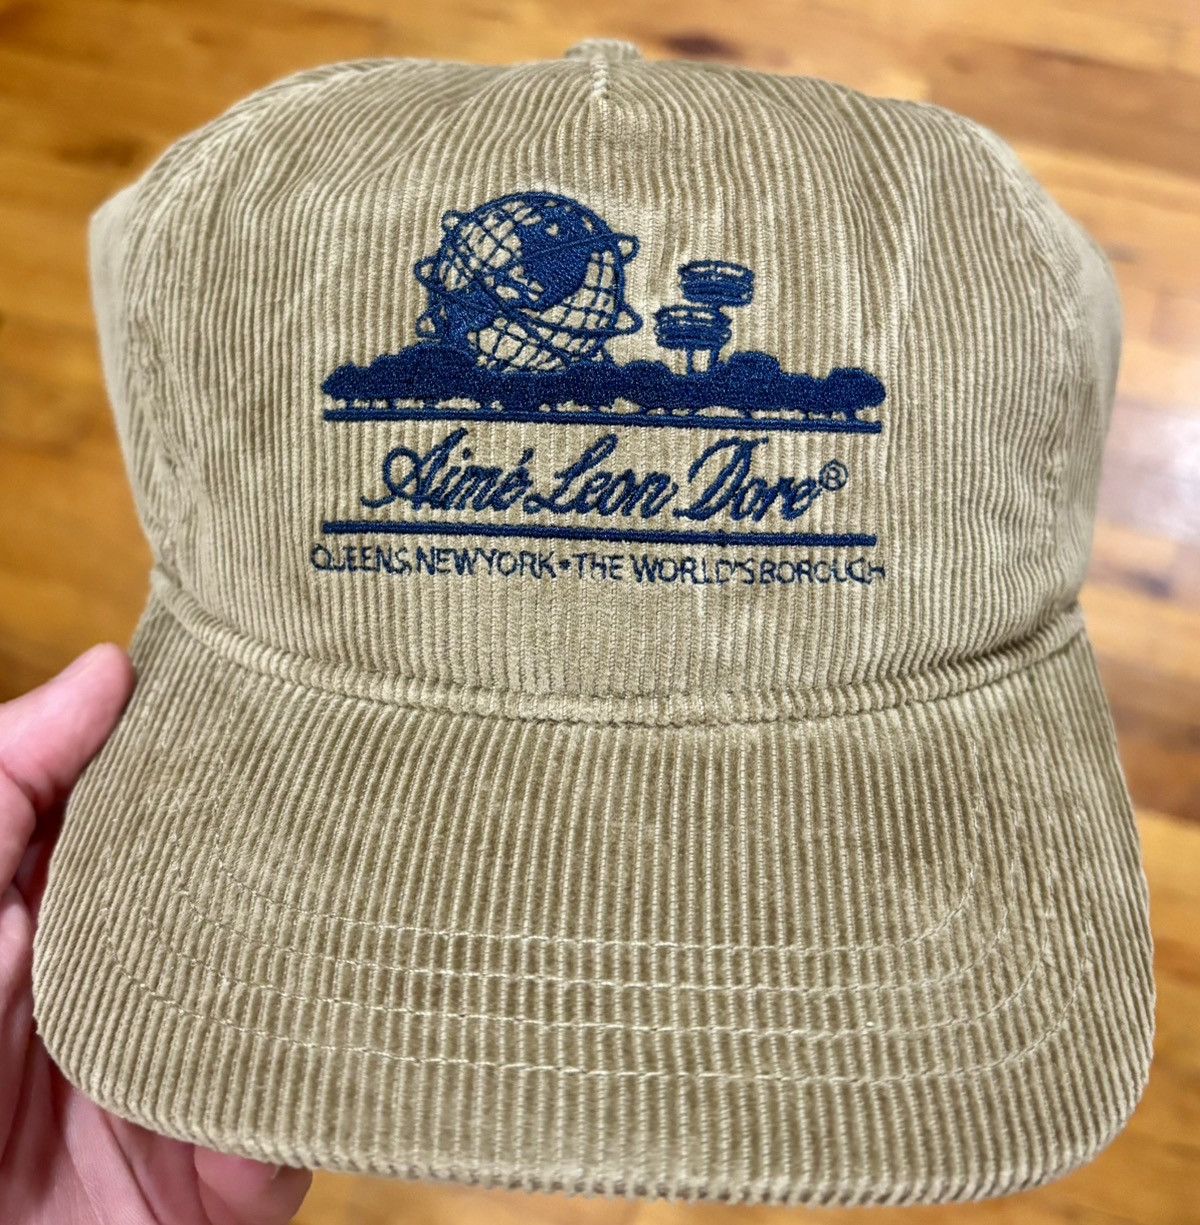 Aimé Leon Dore®
QUEENS, NEW YORK • THE WORLD'S BOROUGH